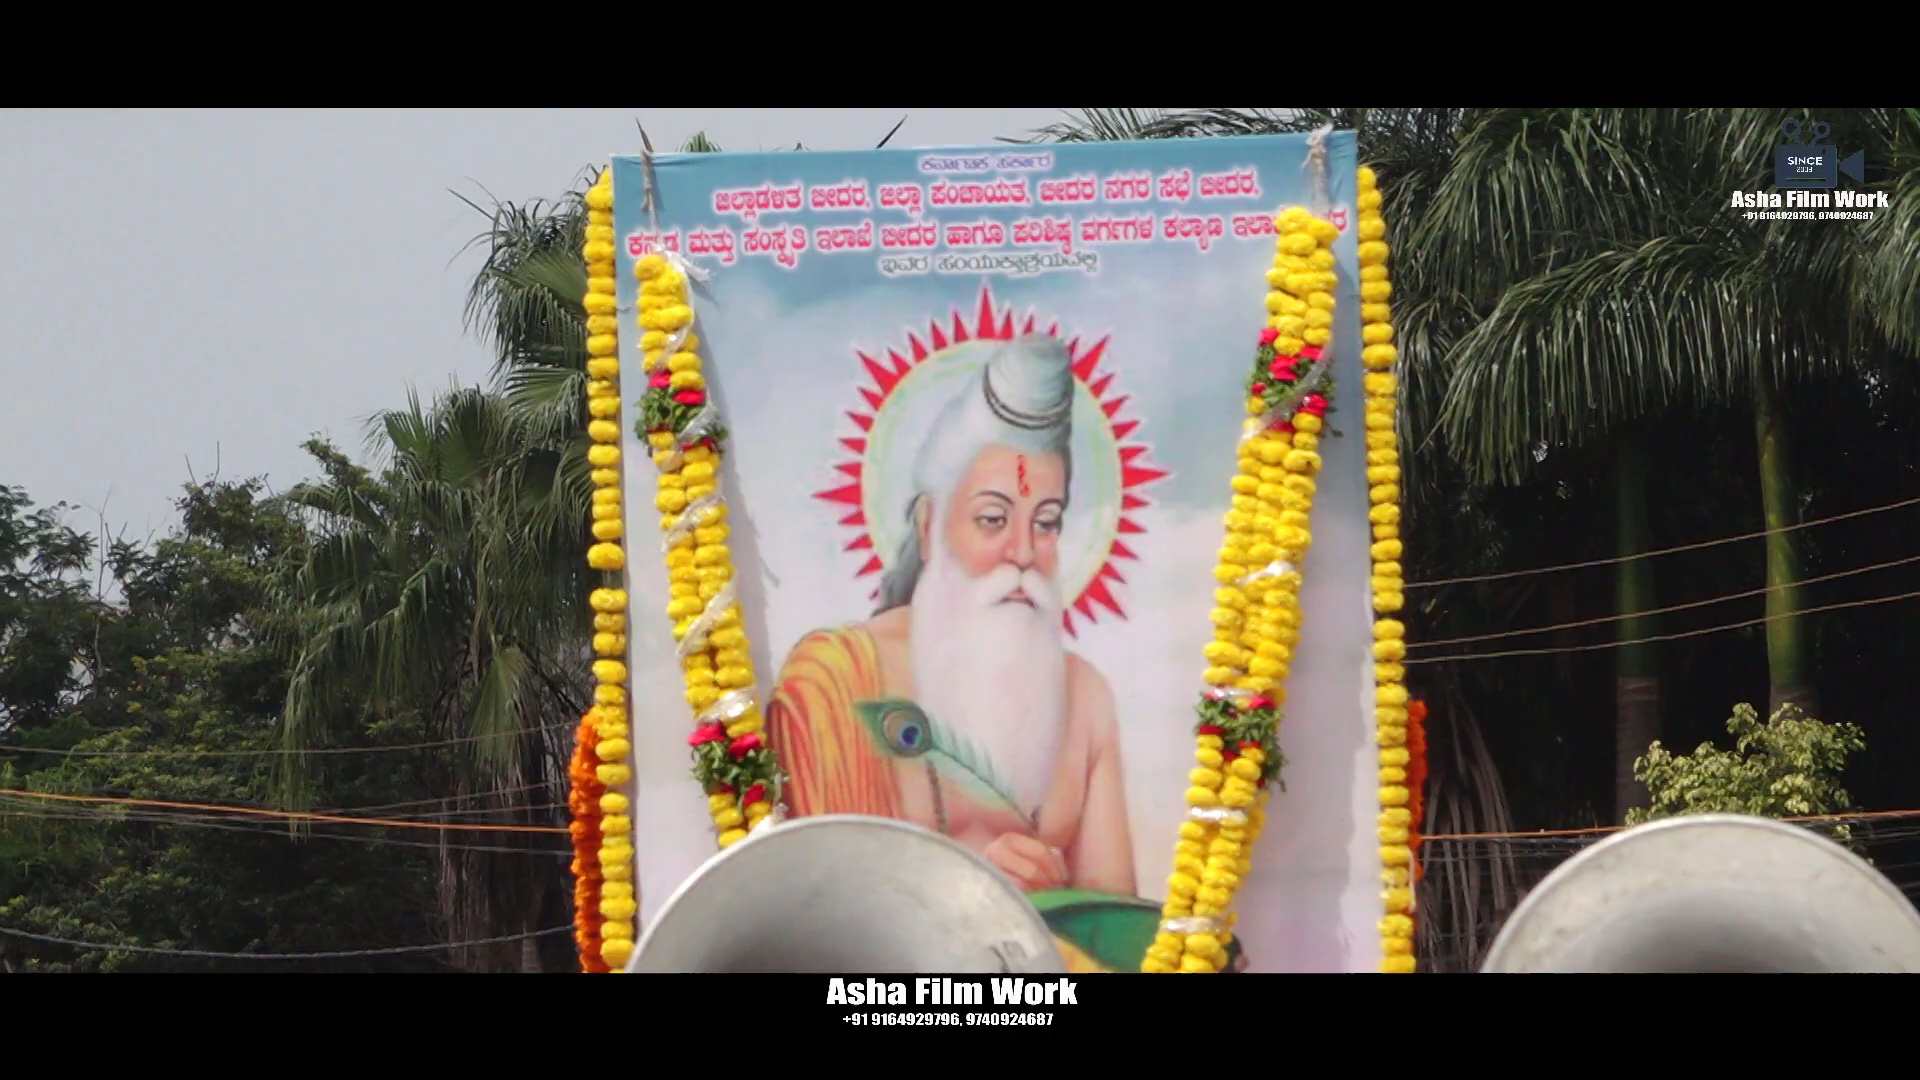 ಕರ್ನಾಟಕ ಸರ್ಕಾರ
ಜಿಲ್ಲಾಡಳಿತ ಬೀದರ, ಜಿಲ್ಲಾ ಪಂಚಾಯತ, ಬೀದರ ನಗರ ಸಭೆ ಬೀದರ,
ಕನ್ನಡ ಮತ್ತು ಸಂಸ್ಕೃತಿ ಇಲಾಖೆ ಬೀದರ ಹಾಗೂ ಪರಿಶಿಷ್ಠ ವರ್ಗಗಳ ಕಲ್ಯಾಣ
ಇವರ ಸಂಯುಕ್ತಾಶ್ರಯದಲ್ಲಿ
SINCE
2009
Asha Film Work
+91 9164929796, 9740924687
Asha Film Work
+91 9164929796, 9740924687